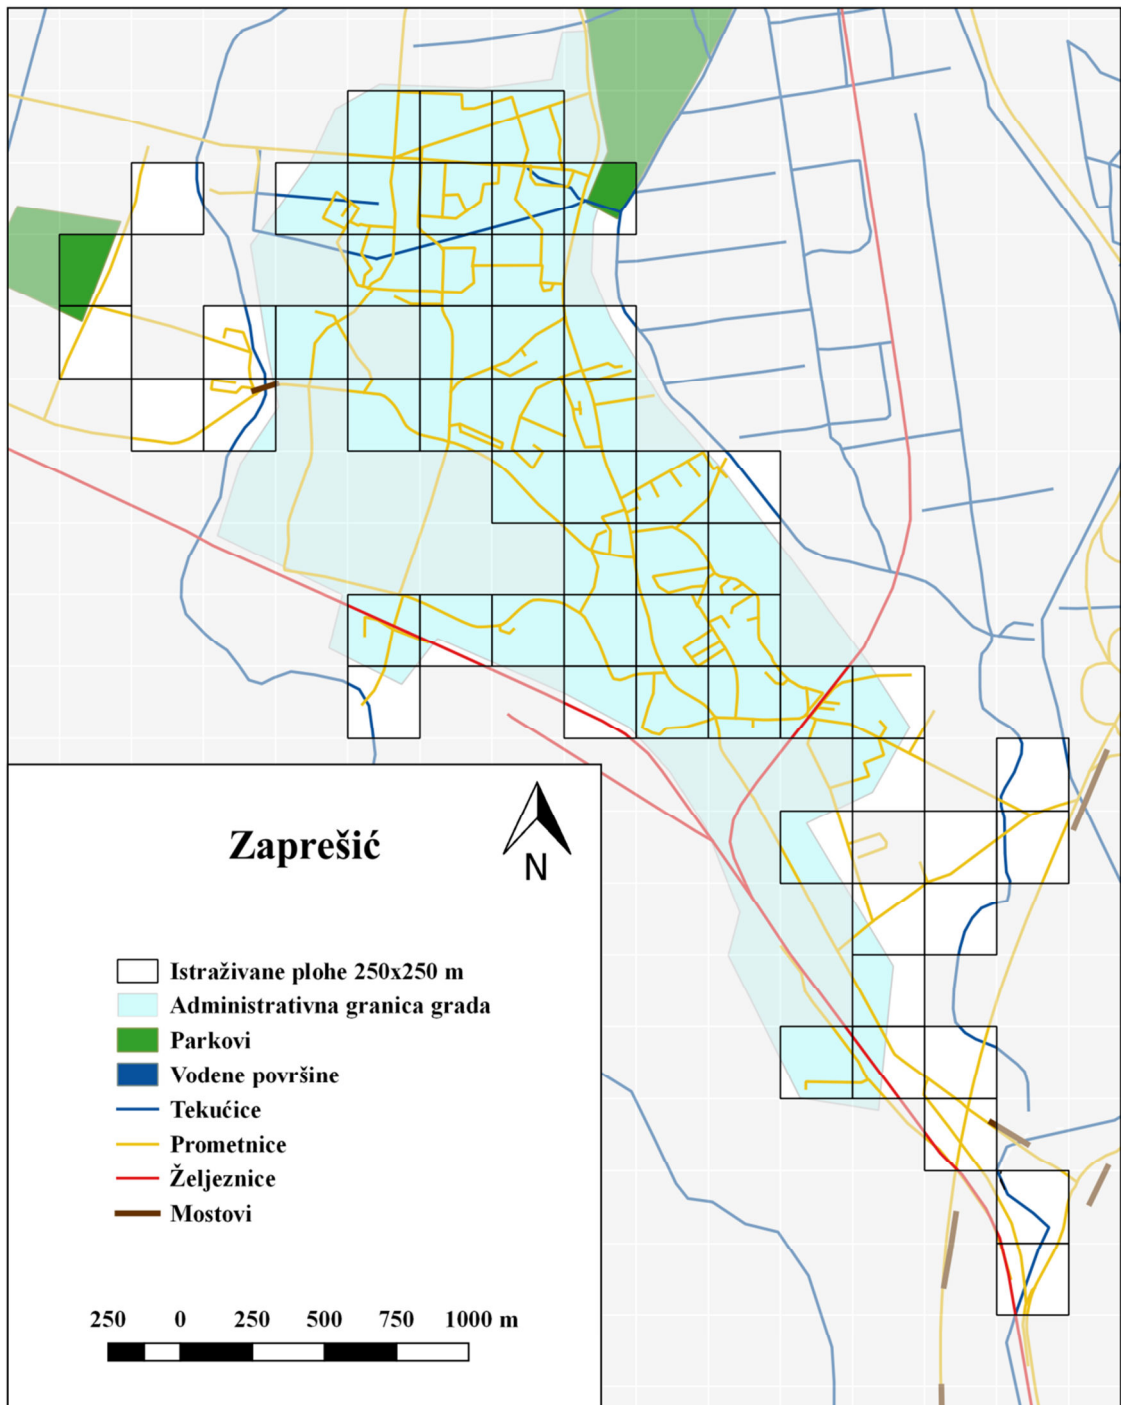 Zaprešić
N
Istraživane plohe 250x250 m
Administrativna granica grada
Parkovi
Vodene površine
Tekućice
Prometnice
Željeznice
Mostovi
250 0 250 500 750 1000 m